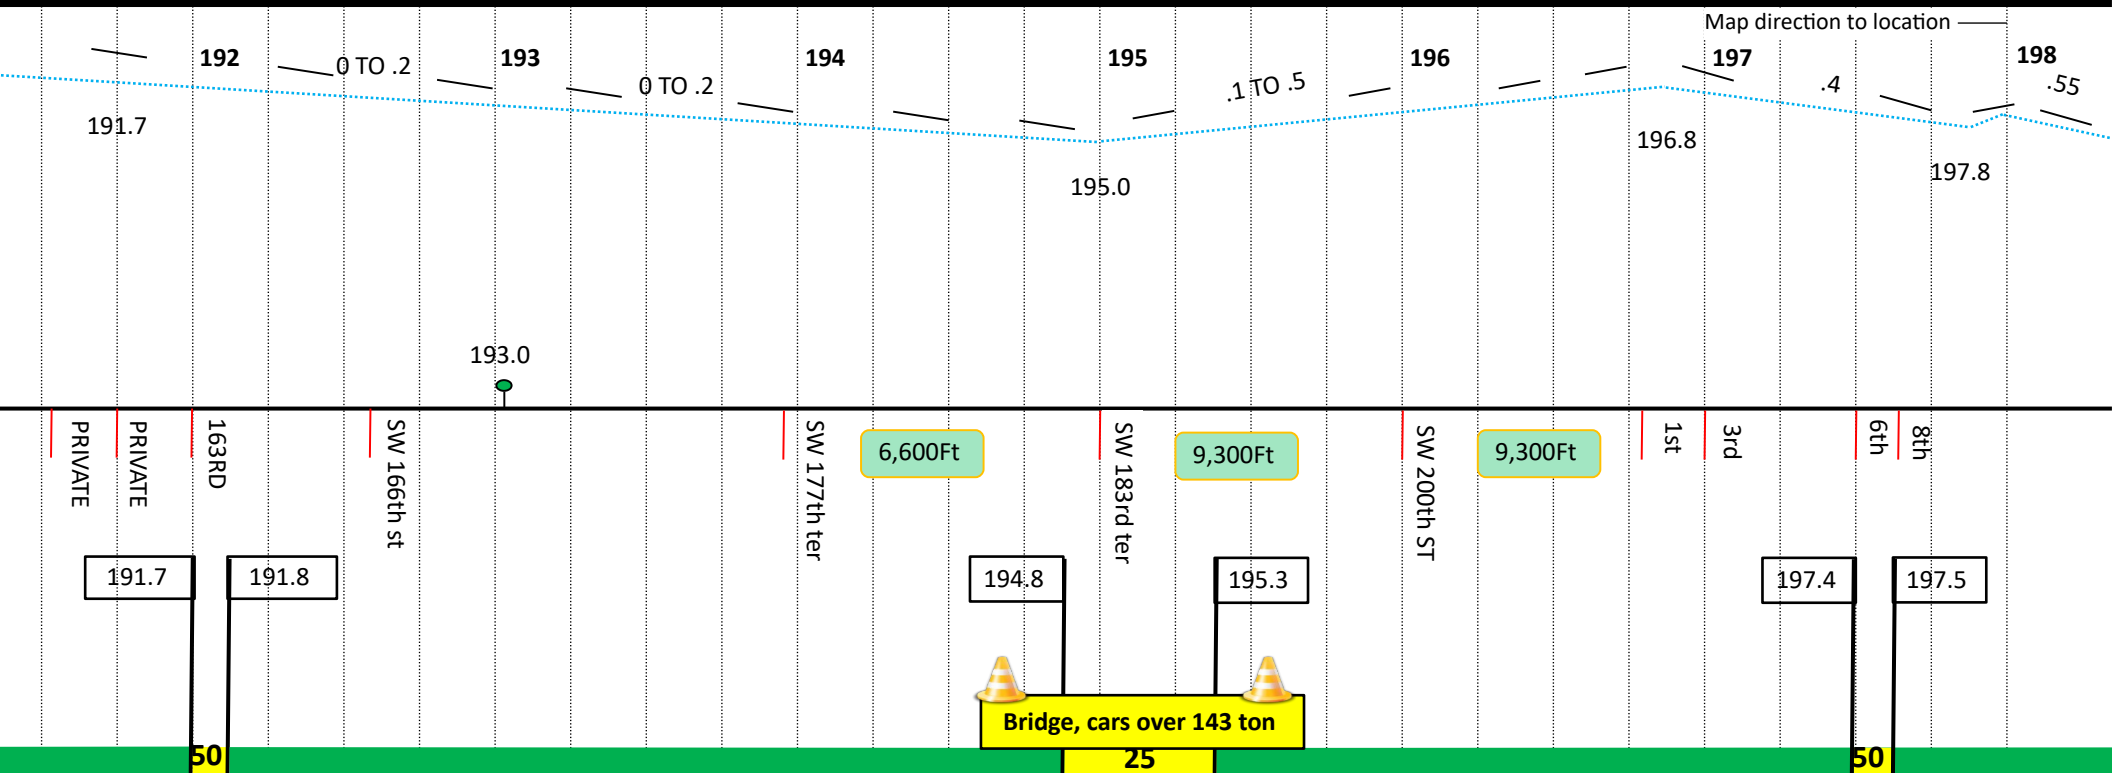 Map direction to location
192
193
194
195
196
197
198
0 TO .2
0 TO .2
.1 TO .5
.4
.55
191.7
195.0
196.8
197.8
193.0
PRIVATE
PRIVATE
163RD
SW 166th st
SW 177th ter
6,600Ft
SW 183rd ter
9,300Ft
SW 200th ST
9,300Ft
1st
3rd
6th
8th
191.7
191.8
194.8
195.3
197.4
197.5
Bridge, cars over 143 ton
50
25
50